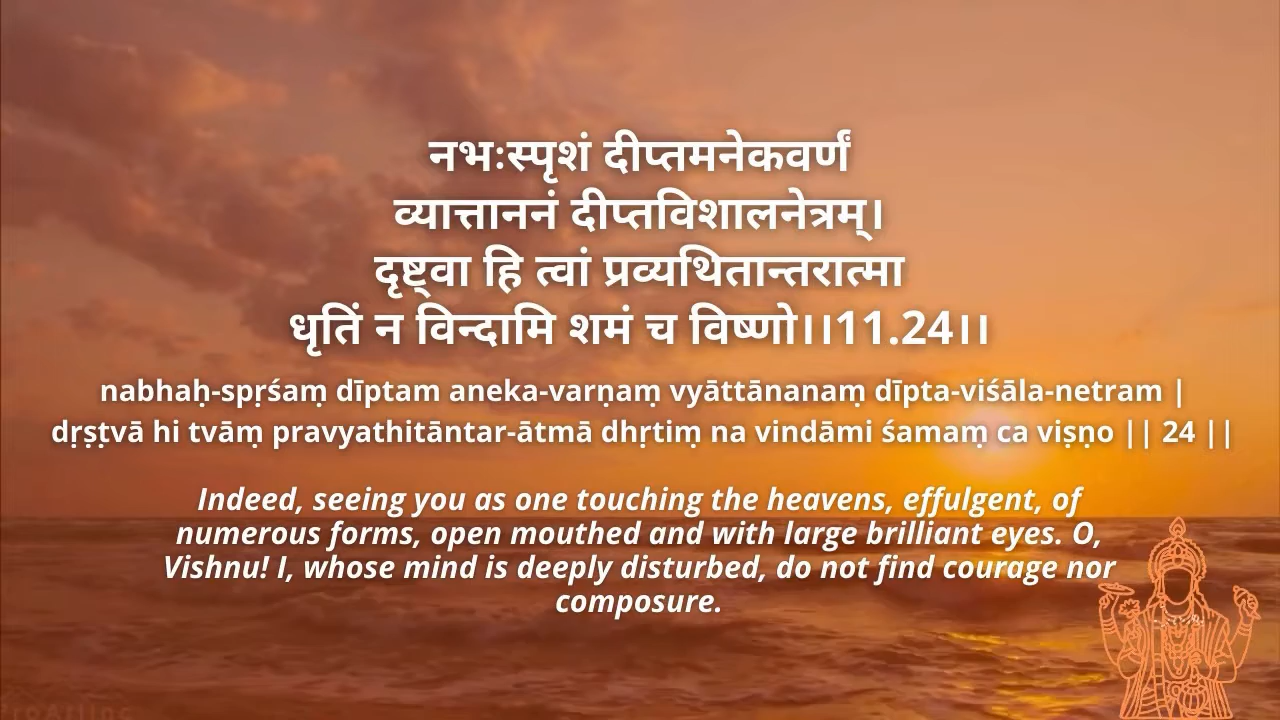 नभःस्पृशं दीप्तमनेकवर्णं
व्यात्ताननं दीप्तविशालनेत्रम्।
दृष्ट्वा हि त्वां प्रव्यथितान्तरात्मा
धृतिं न विन्दामि शमं च विष्णो।।11.24।।
nabhaḥ-spṛśaṃ dīptam aneka-varṇaṃ vyāttānanaṃ dīpta-viśāla-netram |
dṛṣṭvā hi tvāṃ pravyathitāntar-ātmā dhṛtiṃ na vindāmi śamaṃ ca viṣṇo || 24 ||
Indeed, seeing you as one touching the heavens, effulgent, of
numerous forms, open mouthed and with large brilliant eyes. O,
Vishnu! I, whose mind is deeply disturbed, do not find courage nor
composure.